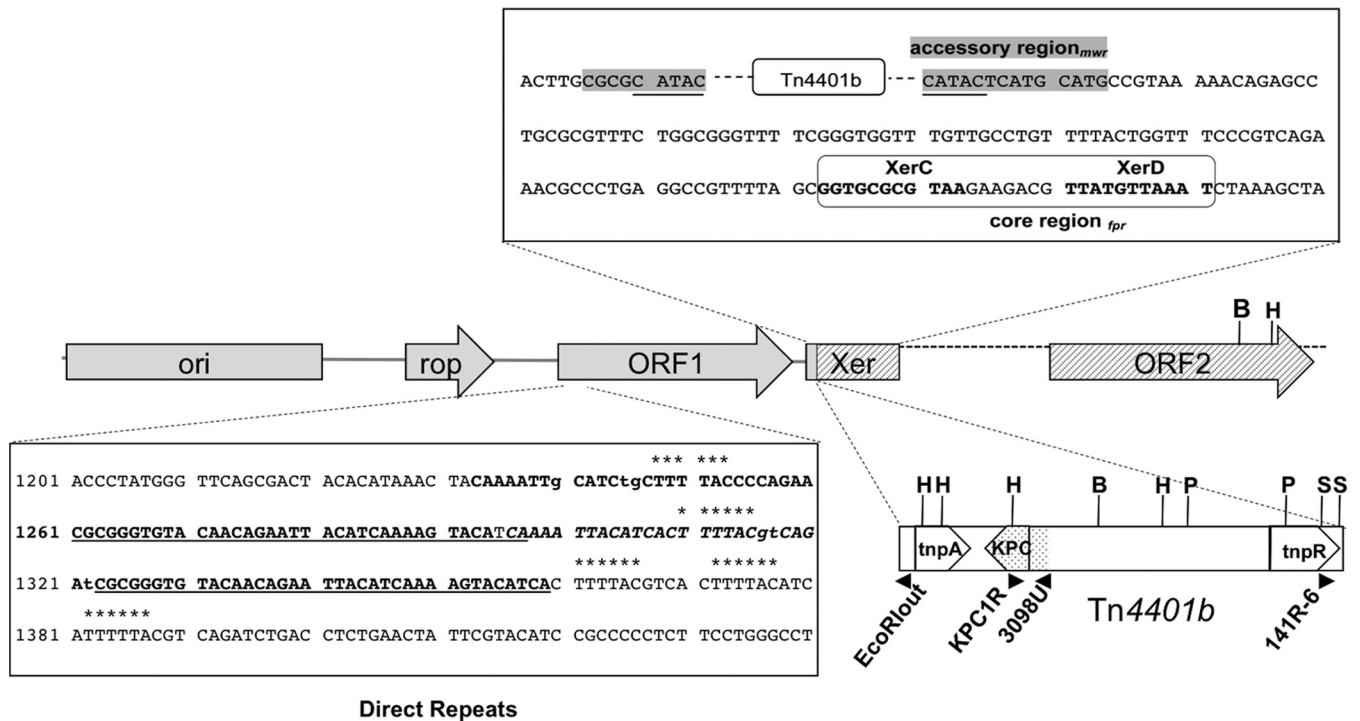 accessory region mwr
ACTTGCGCGC ATAC Tn4401b CATACTCATG CATGCCGTAA AAACAGAGCC
TGCGCGTTTC TGGCGGGTTT TCGGGTGGTT TGTTGCCTGT TTTACTGGTT TCCCGTCAGA
XerC XerD
AACGCCCTGA GGCCGTTTTA GCGGTGCGCG TAAGAAGACG TTATGTTAAA TCTAAAGCTA
core region fpr
B H
ori rop ORF1 Xer ORF2
*** ***
1201 ACCCTATGGG TTCAGCGACT ACACATAAAC TACAAAATTg CATCtgCTTT TACCCCAGAA
* *****
1261 CGCGGGTGTA CAACAGAATT ACATCAAAAG TACATCAAAA TTACATCACT TTTACgtCAG
****** ******
1321 AtCGCGGGTG TACAACAGAA TTACATCAAA AGTACATCAC TTTTACGTCA CTTTTACATC
******
1381 ATTTTTACGT CAGATCTGAC CTCTGAACTA TTCGTACATC CGCCCCCTCT TCCTGGGCCT
Direct Repeats
H H H B H P P S S
tnpA KPC tnpR
EcoRIout KPC1R 3098U Tn4401b 141R-6